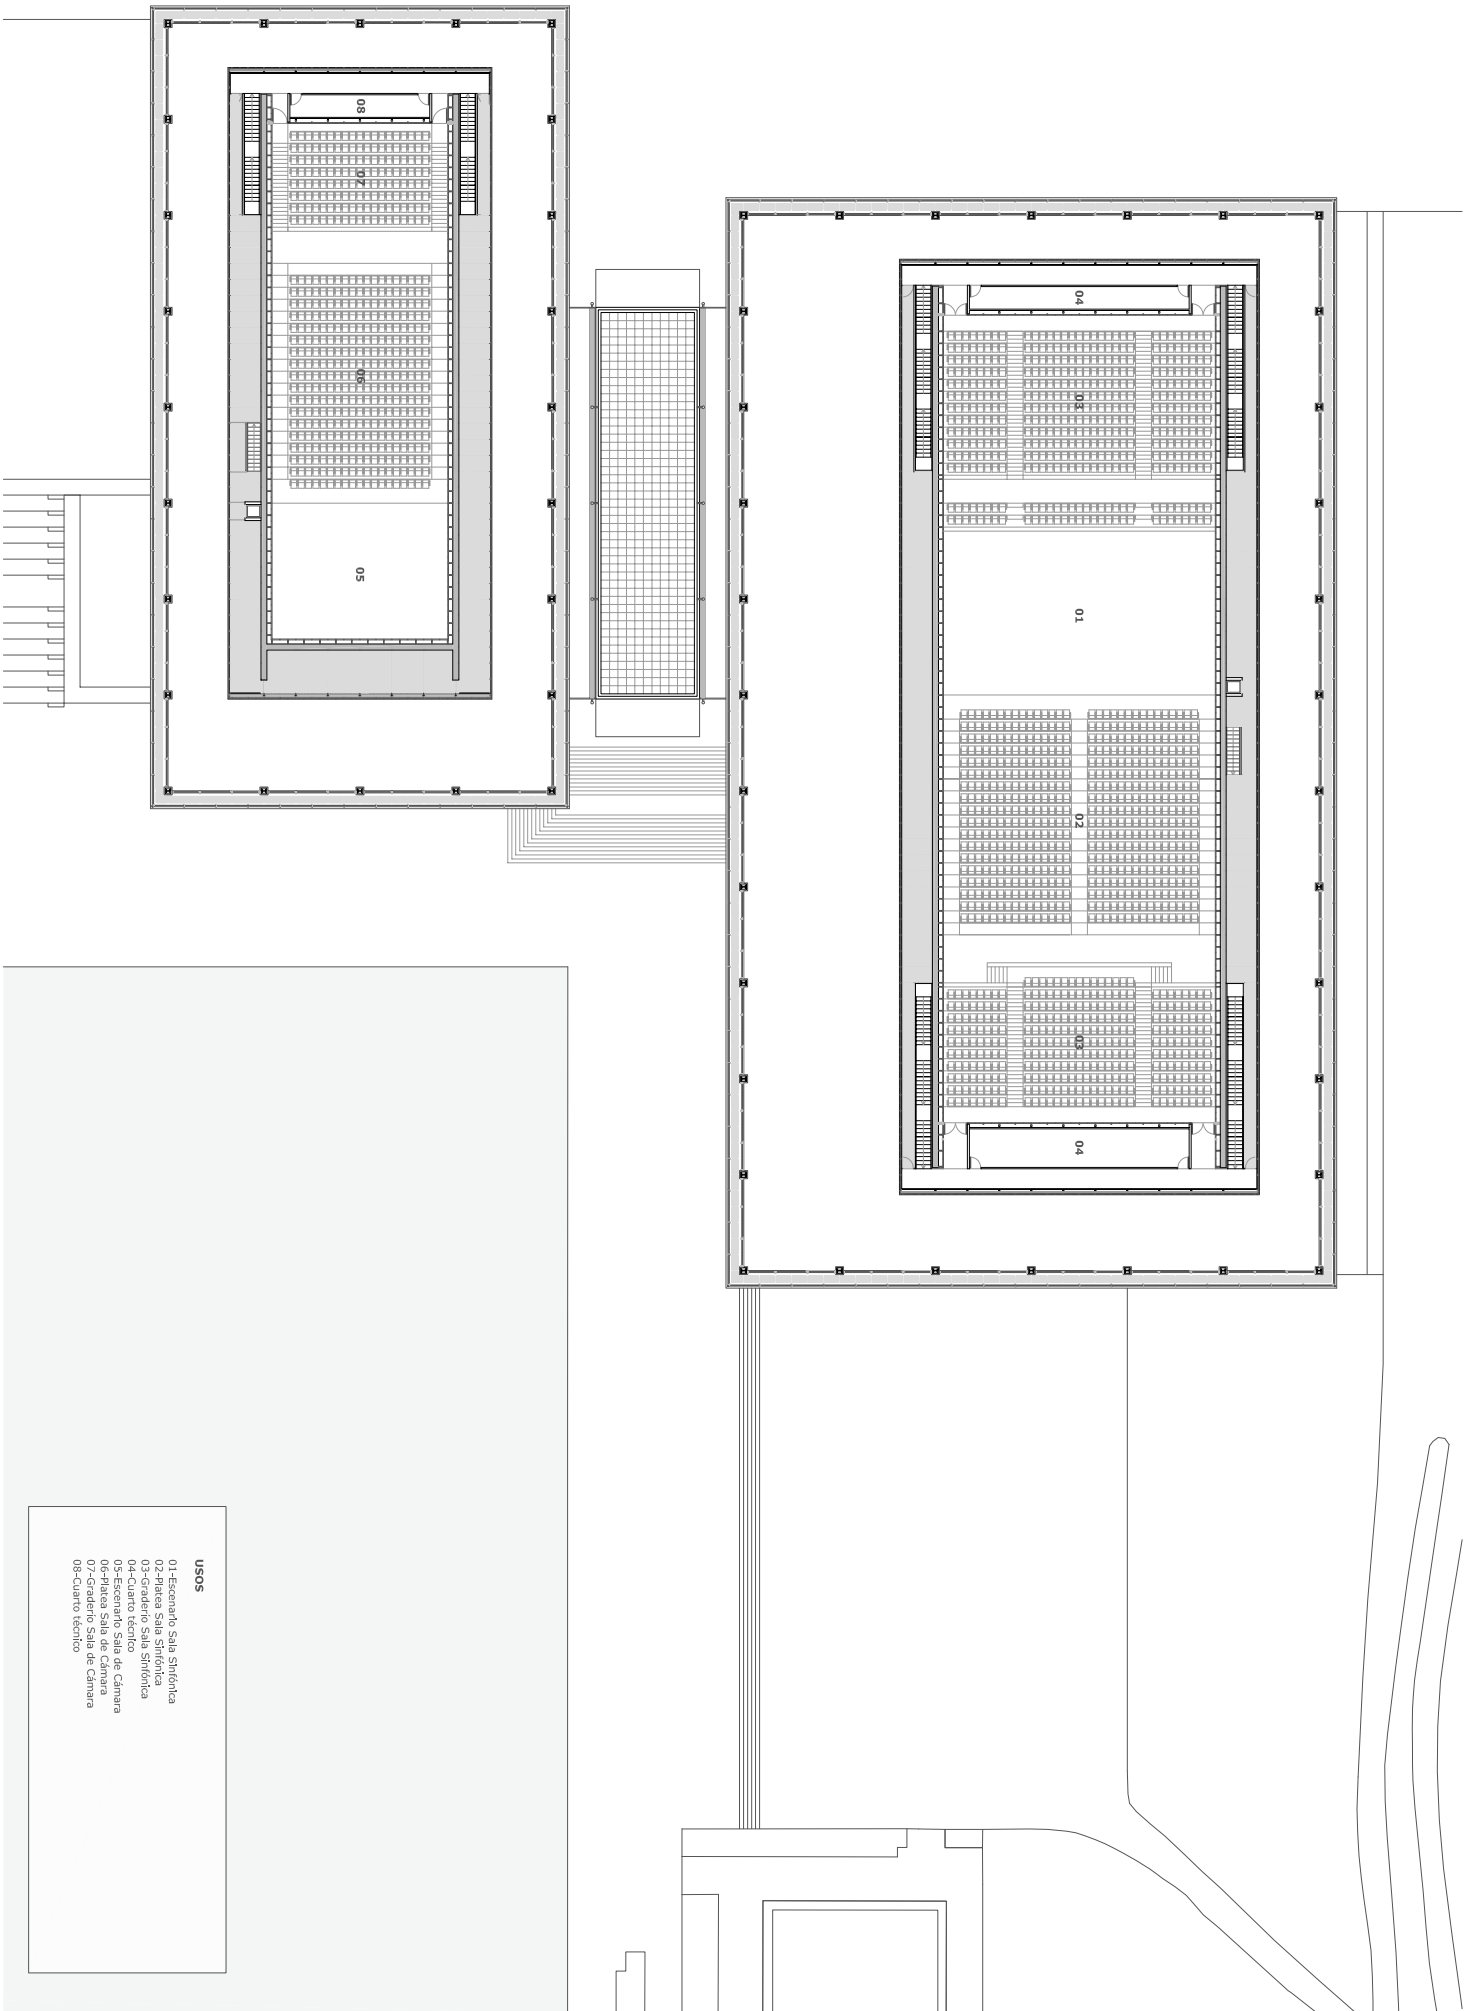 08
07
06
05
04
03
01
02
03
04
USOS
01-Escenario Sala Sinfónica
02-Platea Sala Sinfónica
03-Graderío Sala Sinfónica
04-Cuarto técnico
05-Escenario Sala de Cámara
06-Platea Sala de Cámara
07-Graderío Sala de Cámara
08-Cuarto técnico